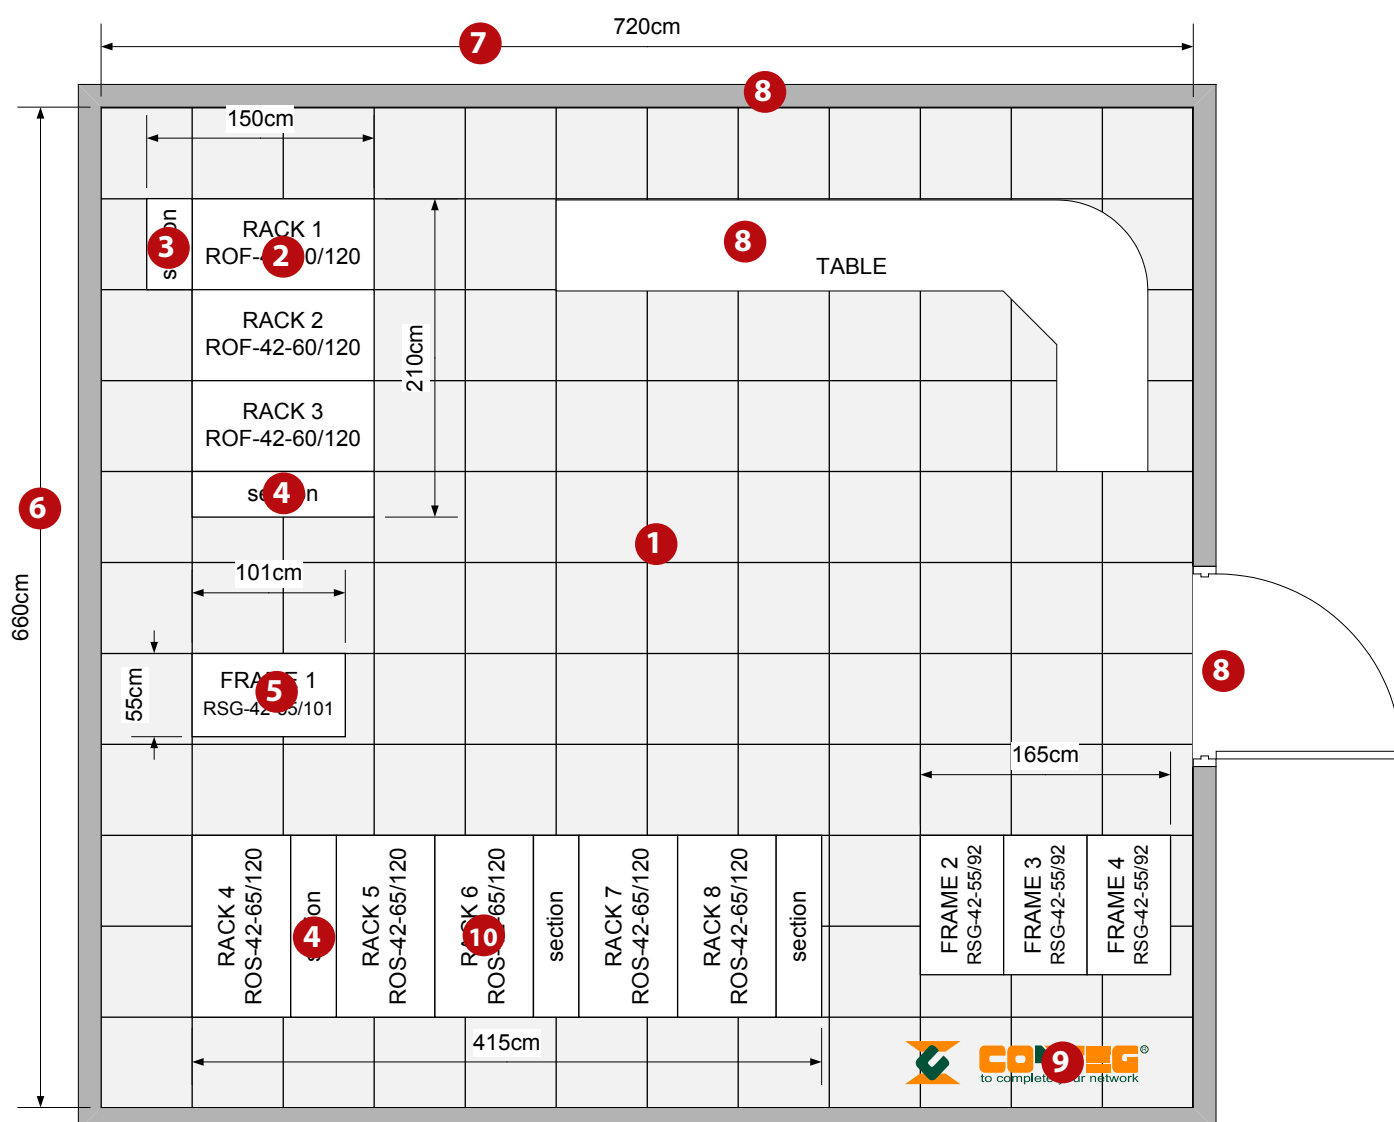 720cm
7
8
150cm
RACK 1
3
2
8
TABLE
RACK 2
ROF-42-60/120
210cm
RACK 3
ROF-42-60/120
4
6
1
660cm
101cm
55cm
5
RSG-42-55/101
8
165cm
RACK 4
ROS-42-65/120
4
RACK 5
ROS-42-65/120
10
section
RACK 7
ROS-42-65/120
RACK 8
ROS-42-65/120
section
FRAME 2
RSG-42-55/92
FRAME 3
RSG-42-55/92
FRAME 4
RSG-42-55/92
415cm
9
to complete
network